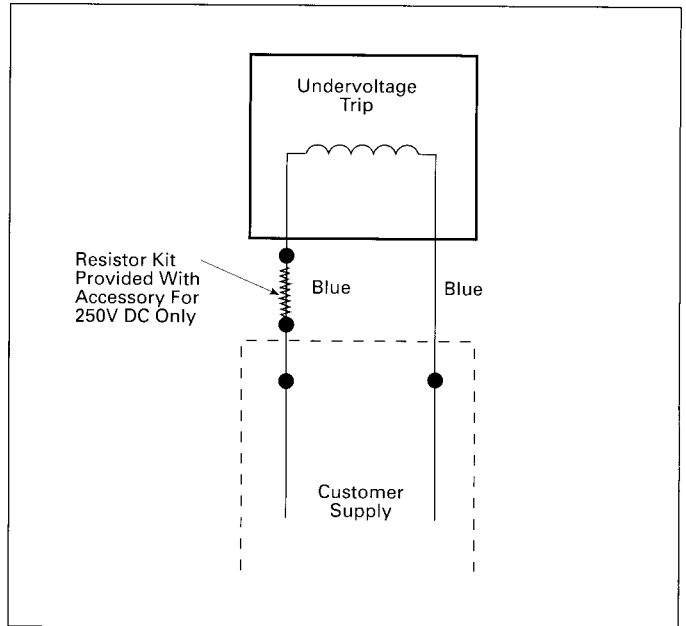 Undervoltage
Trip
Resistor Kit
Provided With
Accessory For
250V DC Only
Blue
Blue
Customer
Supply